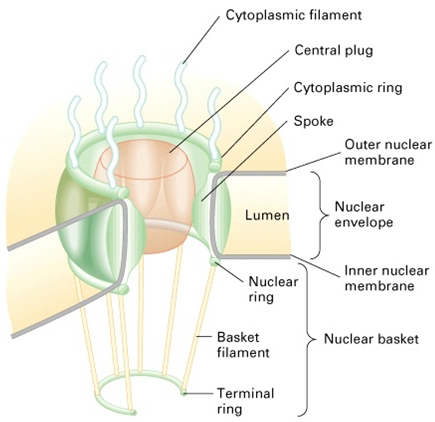 Cytoplasmic filament
Central plug
Cytoplasmic ring
Spoke
Outer nuclear
membrane
Lumen
Nuclear
envelope
Inner nuclear
membrane
Nuclear
ring
Basket
filament
Nuclear basket
Terminal
ring